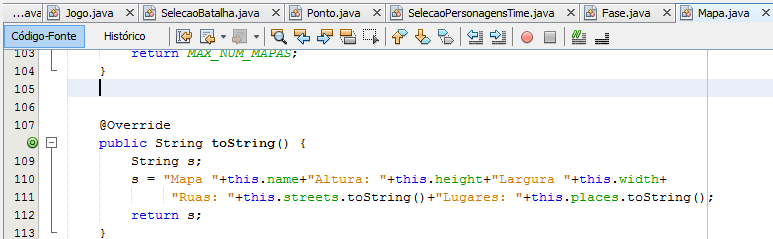 ...ava Jogo.java SelecaoBatalha.java Ponto.java SelecaoPersonagensTime.java Fase.java Mapa.java
Código-Fonte Histórico
103 return MAX_NUM_MAPAS;
104 }
105
106
107 @Override
public String toString() {
109 String s;
110 s = "Mapa "+this.name+"Altura: "+this.height+"Largura "+this.width+
111 "Ruas: "+this.streets.toString()+"Lugares: "+this.places.toString();
112 return s;
113 }